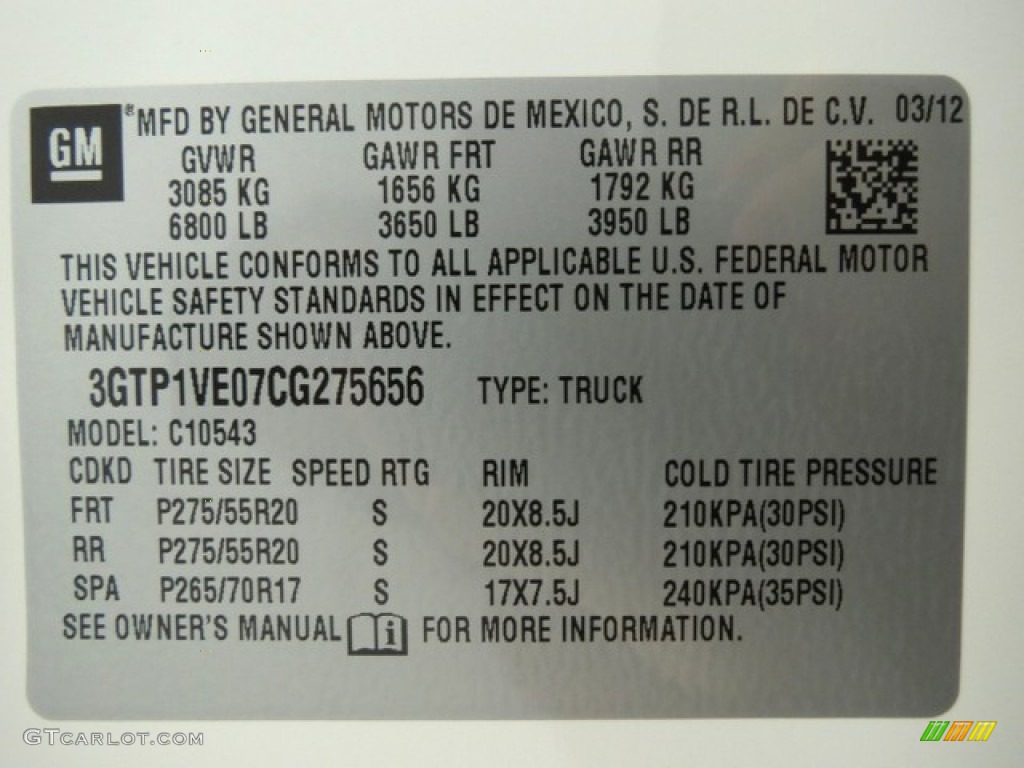 GM ® MFD BY GENERAL MOTORS DE MEXICO, S. DE R.L. DE C.V. 03/12
GVWR GAWR FRT GAWR RR
3085 KG 1656 KG 1792 KG
6800 LB 3650 LB 3950 LB
THIS VEHICLE CONFORMS TO ALL APPLICABLE U.S. FEDERAL MOTOR
VEHICLE SAFETY STANDARDS IN EFFECT ON THE DATE OF
MANUFACTURE SHOWN ABOVE.
3GTP1VE07CG275656 TYPE: TRUCK
MODEL: C10543
CDKD TIRE SIZE SPEED RTG RIM COLD TIRE PRESSURE
FRT P275/55R20 S 20X8.5J 210KPA(30PSI)
RR P275/55R20 S 20X8.5J 210KPA(30PSI)
SPA P265/70R17 S 17X7.5J 240KPA(35PSI)
SEE OWNER'S MANUAL i FOR MORE INFORMATION.
GTCARLOT.COM